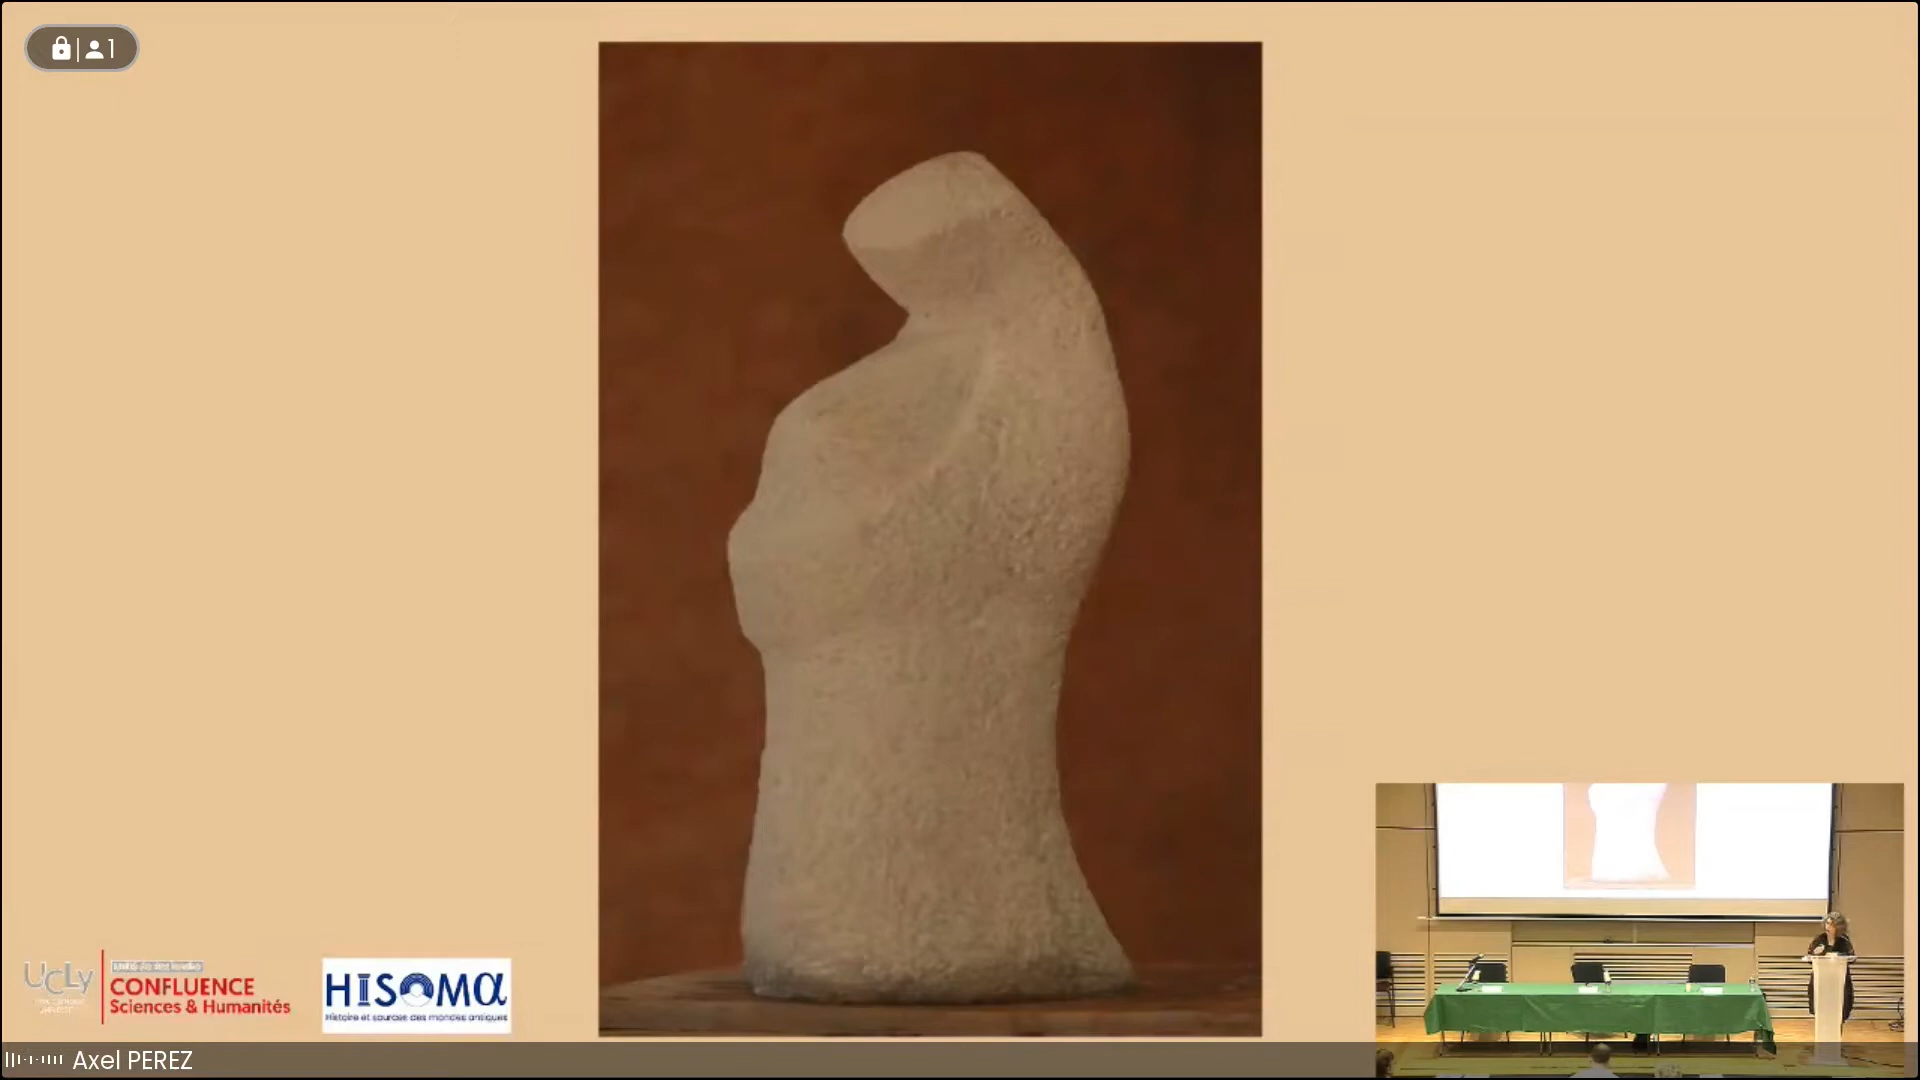 1
UCLy
CONFLUENCE
Sciences & Humanités
HISOMα
Histoire et sources des mondes antiques
Axel PEREZ